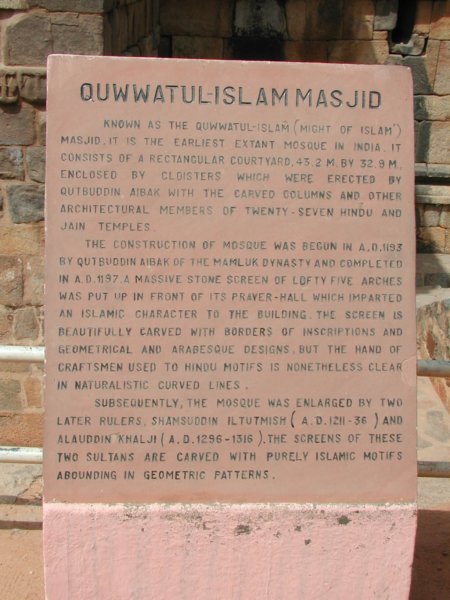 QUWWATUL-ISLAM MASJID
KNOWN AS THE QUWWATUL-ISLAM (MIGHT OF ISLAM)
MASJID, IT IS THE EARLIEST EXTANT MOSQUE IN INDIA. IT
CONSISTS OF A RECTANGULAR COURTYARD, 43.2 M. BY 32.9 M.,
ENCLOSED BY CLOISTERS WHICH WERE ERECTED BY
QUTBUDDIN AIBAK WITH THE CARVED COLUMNS AND OTHER
ARCHITECTURAL MEMBERS OF TWENTY-SEVEN HINDU AND
JAIN TEMPLES.
THE CONSTRUCTION OF MOSQUE WAS BEGUN IN A.D.1193
BY QUTBUDDIN AIBAK OF THE MAMLUK DYNASTY AND COMPLETED
IN A.D.1197. A MASSIVE STONE SCREEN OF LOFTY FIVE ARCHES
WAS PUT UP IN FRONT OF ITS PRAYER-HALL WHICH IMPARTED
AN ISLAMIC CHARACTER TO THE BUILDING. THE SCREEN IS
BEAUTIFULLY CARVED WITH BORDERS OF INSCRIPTIONS AND
GEOMETRICAL AND ARABESQUE DESIGNS, BUT THE HAND OF
CRAFTSMEN USED TO HINDU MOTIFS IS NONETHELESS CLEAR
IN NATURALISTIC CURVED LINES.
SUBSEQUENTLY, THE MOSQUE WAS ENLARGED BY TWO
LATER RULERS, SHAMSUDDIN ILTUTMISH (A.D.1211-36) AND
ALAUDDIN KHALJI (A.D.1296-1316). THE SCREENS OF THESE
TWO SULTANS ARE CARVED WITH PURELY ISLAMIC MOTIFS
ABOUNDING IN GEOMETRIC PATTERNS.